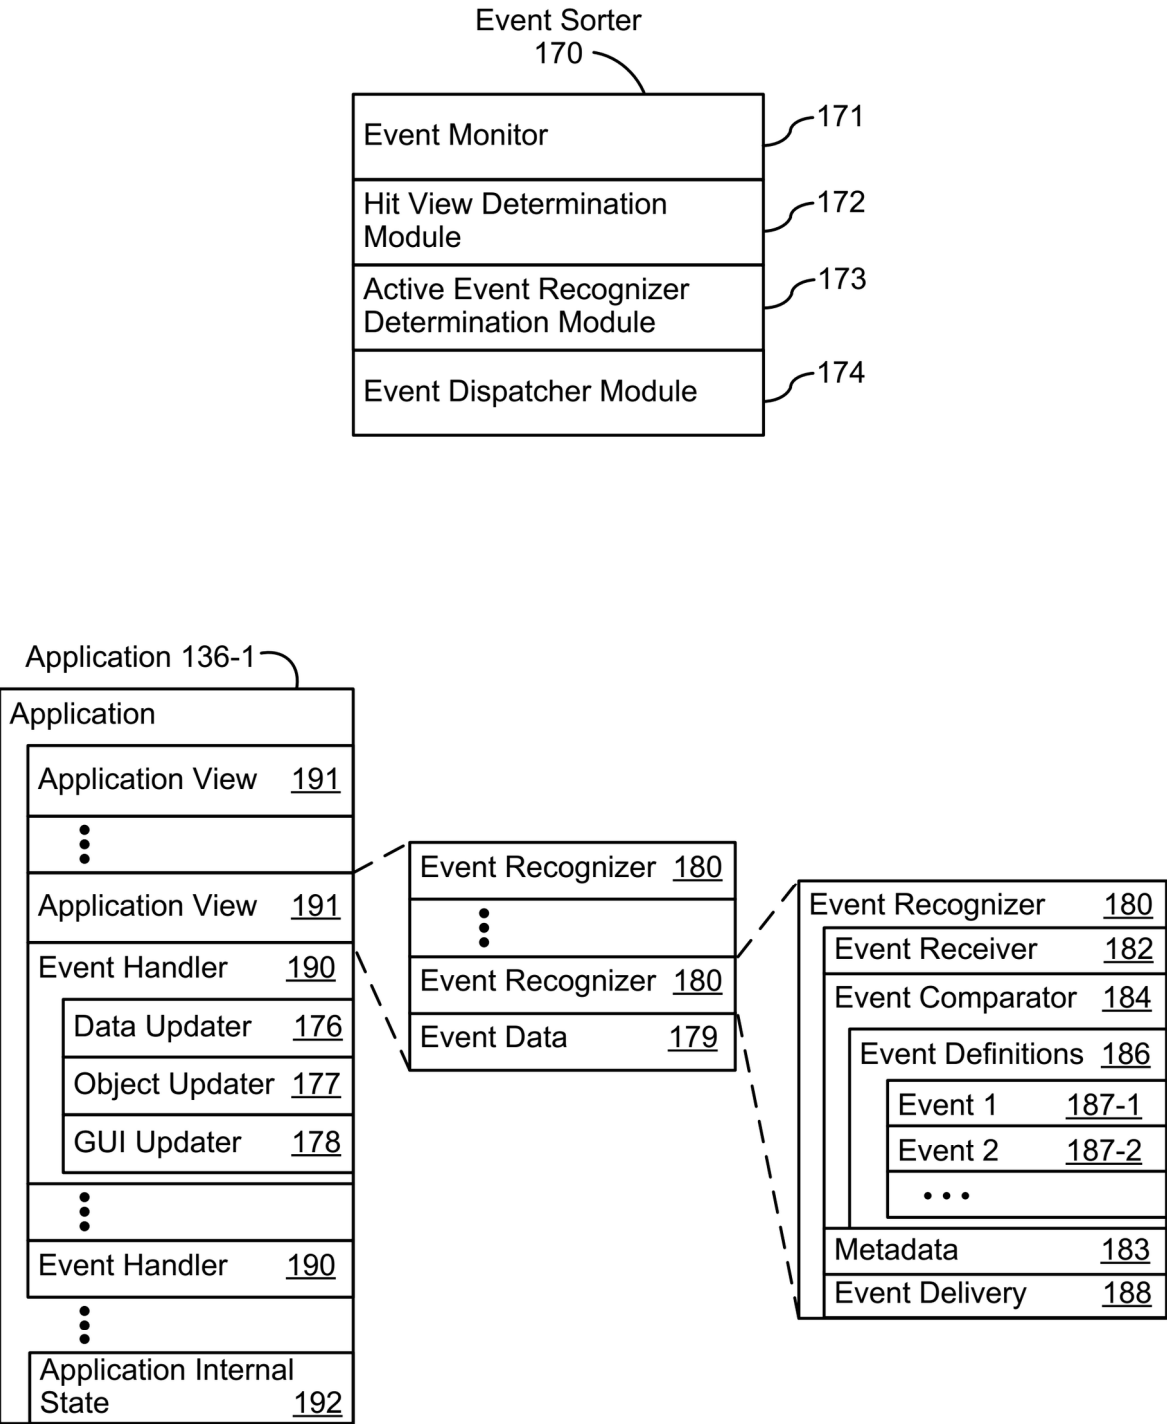 Event Sorter
170
Event Monitor
171
Hit View Determination
Module
172
Active Event Recognizer
Determination Module
173
Event Dispatcher Module
174
Application 136-1
Application
Application View 191
Application View 191
Event Handler 190
Data Updater 176
Object Updater 177
GUI Updater 178
Event Handler 190
Application Internal
State 192
Event Recognizer 180
Event Recognizer 180
Event Data 179
Event Recognizer 180
Event Receiver 182
Event Comparator 184
Event Definitions 186
Event 1 187-1
Event 2 187-2
• • •
Metadata 183
Event Delivery 188